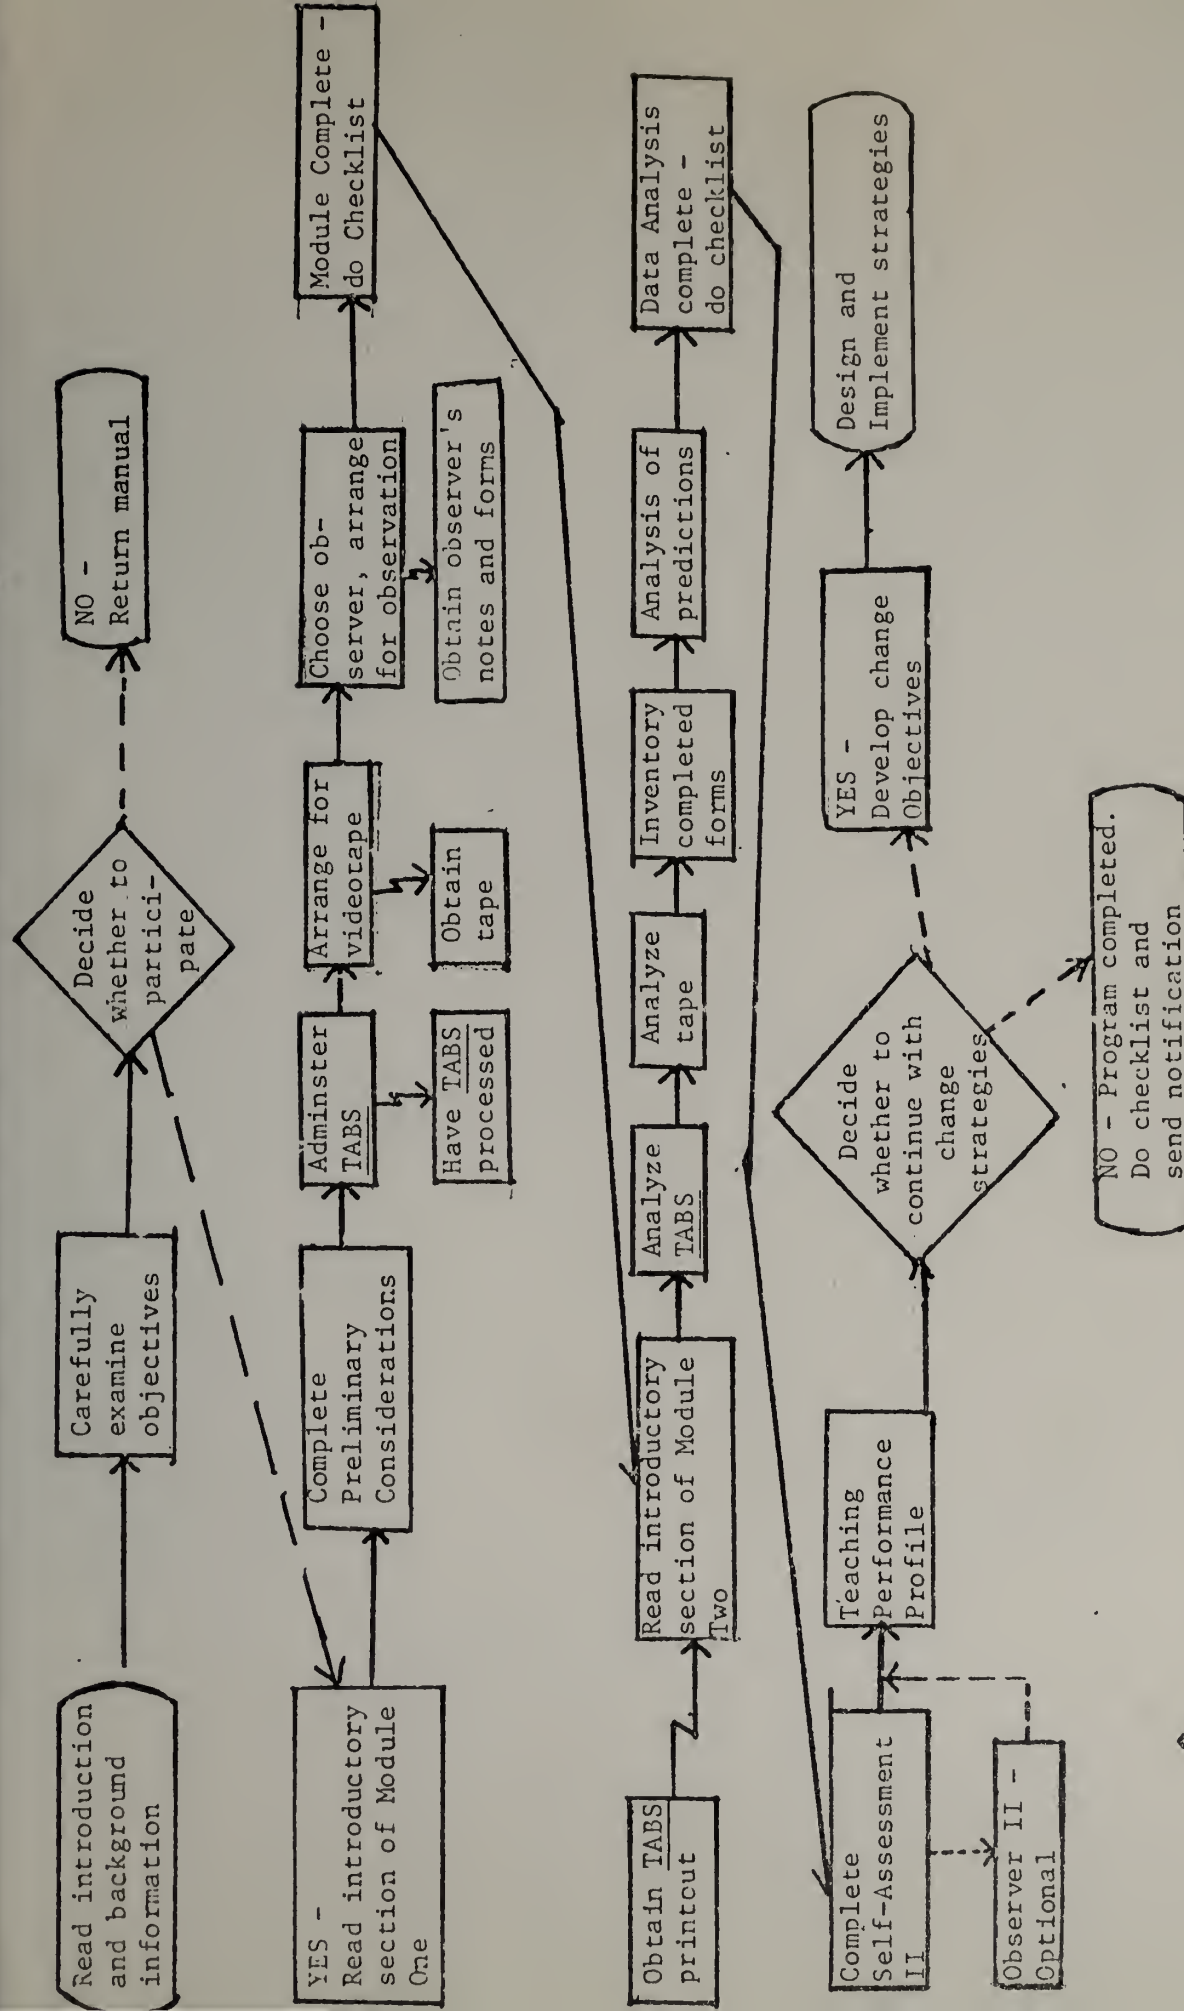 Read introduction
and background
information
Carefully
examine
objectives
Decide
whether to
partici-
pate
NO -
Return manual
YES -
Read introductory
section of Module
One
Complete
Preliminary
Considerations
Administer
TABS
Have TABS
processed
Arrange for
videotape
Obtain
tape
Choose ob-
server, arrange
for observation
Obtain observer's
notes and forms
Module Complete -
do Checklist
Obtain TABS
printout
Read introductory
section of Module
Two
Analyze
TABS
Analyze
tape
Inventory
completed
forms
Analysis of
predictions
Data Analysis
complete -
do checklist
Complete
Self-Assessment
II
Observer II -
Optional
Teaching
Performance
Profile
Decide
whether to
continue with
change
strategies
YES -
Develop change
Objectives
Design and
Implement strategies
NO - Program completed.
Do checklist and
send notification